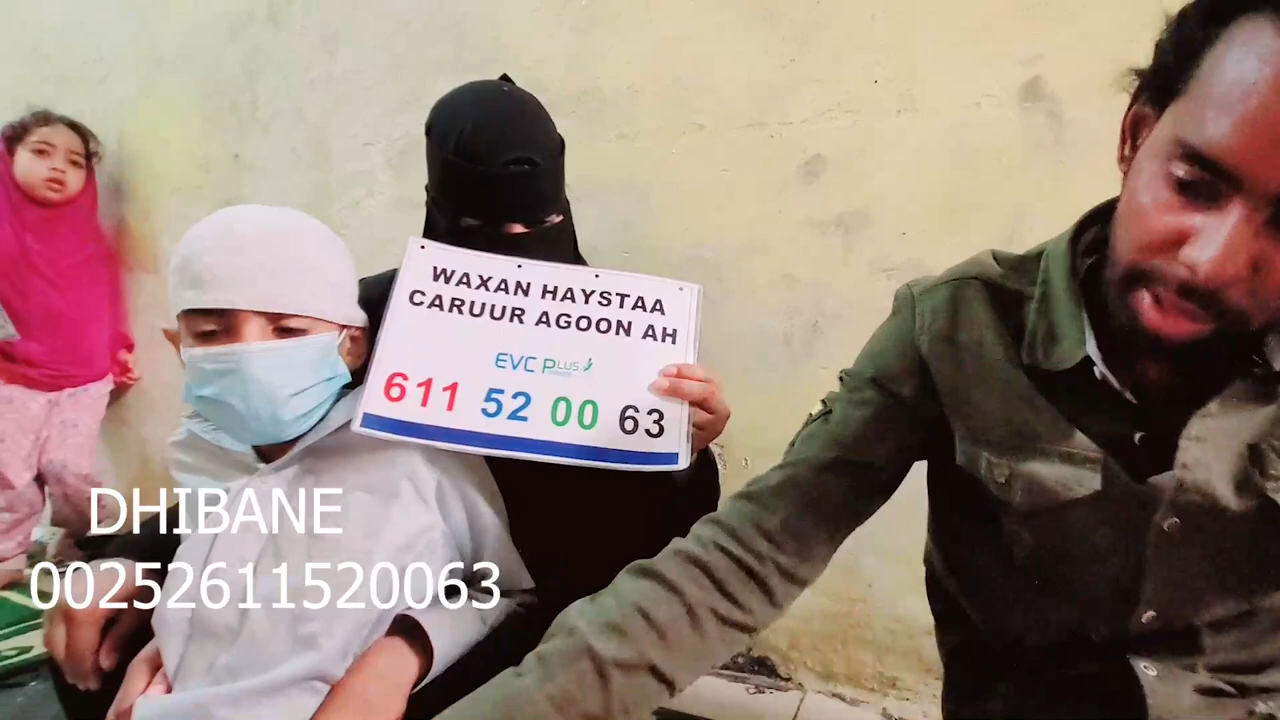 WAXAN HAYSTAA
CARUUR AGOON AH
EVC PLUS
611 52 00 63
DHIBANE
00252611520063